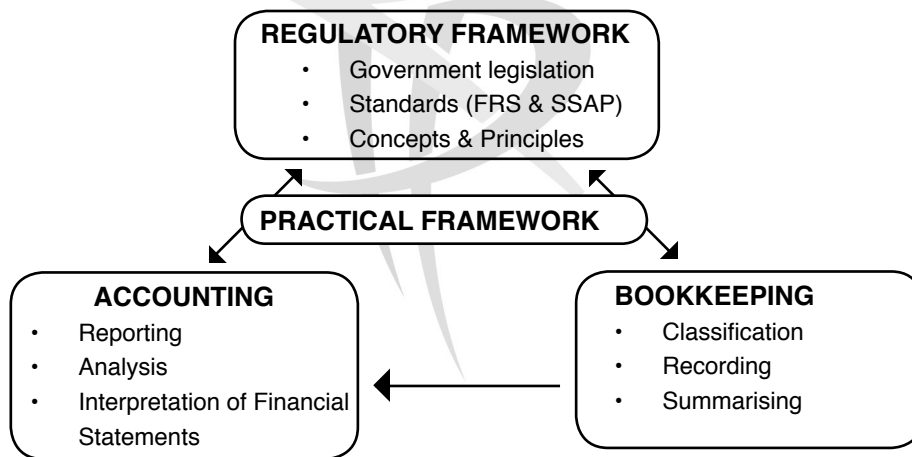 REGULATORY FRAMEWORK
• Government legislation
• Standards (FRS & SSAP)
• Concepts & Principles
PRACTICAL FRAMEWORK
ACCOUNTING
• Reporting
• Analysis
• Interpretation of Financial
Statements
BOOKKEEPING
• Classification
• Recording
• Summarising